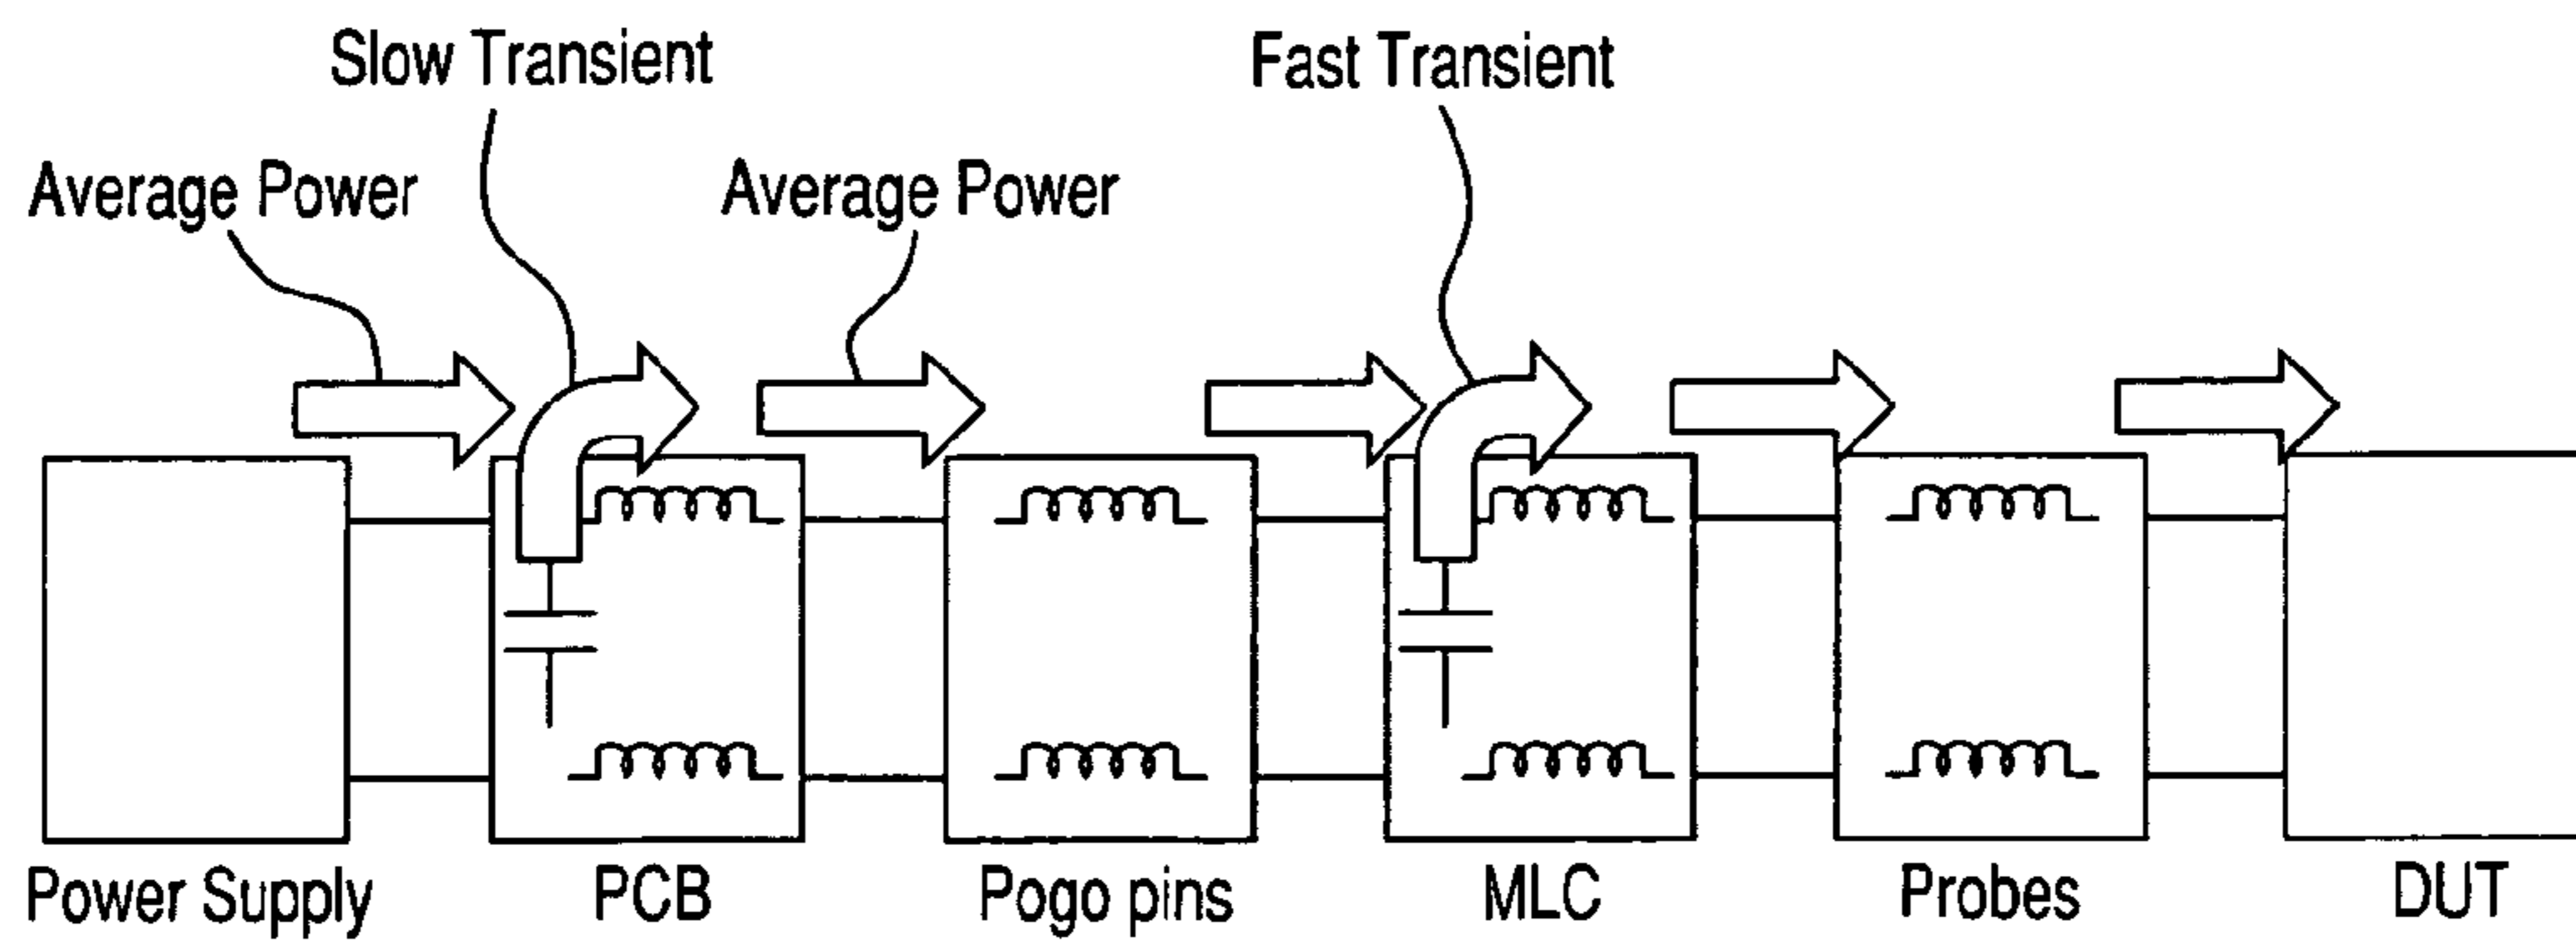 Slow Transient
Fast Transient
Average Power
Average Power
Power Supply
PCB
Pogo pins
MLC
Probes
DUT